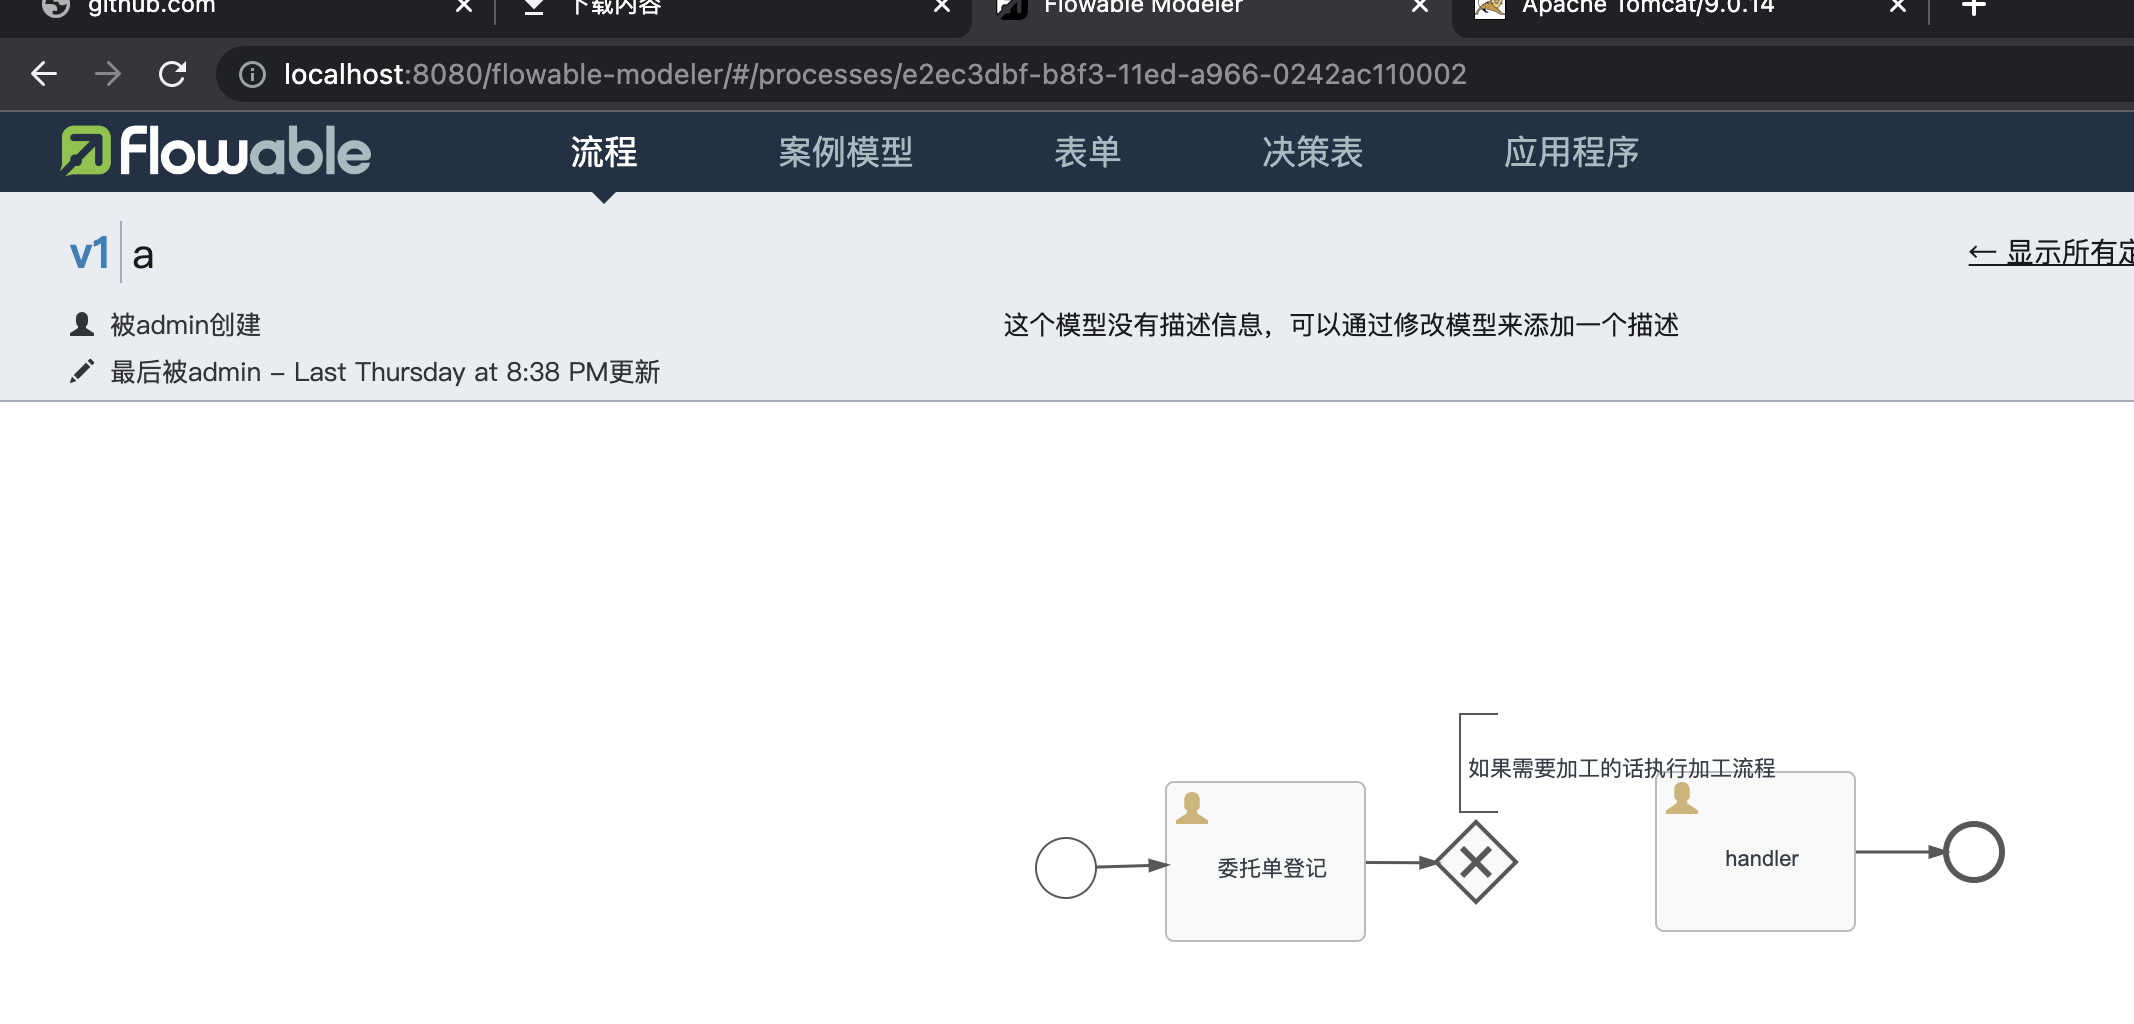 github.com
下载内容
Flowable Modeler
Apache Tomcat/9.0.14
localhost:8080/flowable-modeler/#/processes/e2ec3dbf-b8f3-11ed-a966-0242ac110002
flowable
流程
案例模型
表单
决策表
应用程序
v1
a
← 显示所有定
被admin创建
这个模型没有描述信息，可以通过修改模型来添加一个描述
最后被admin – Last Thursday at 8:38 PM更新
如果需要加工的话执行加工流程
委托单登记
handler